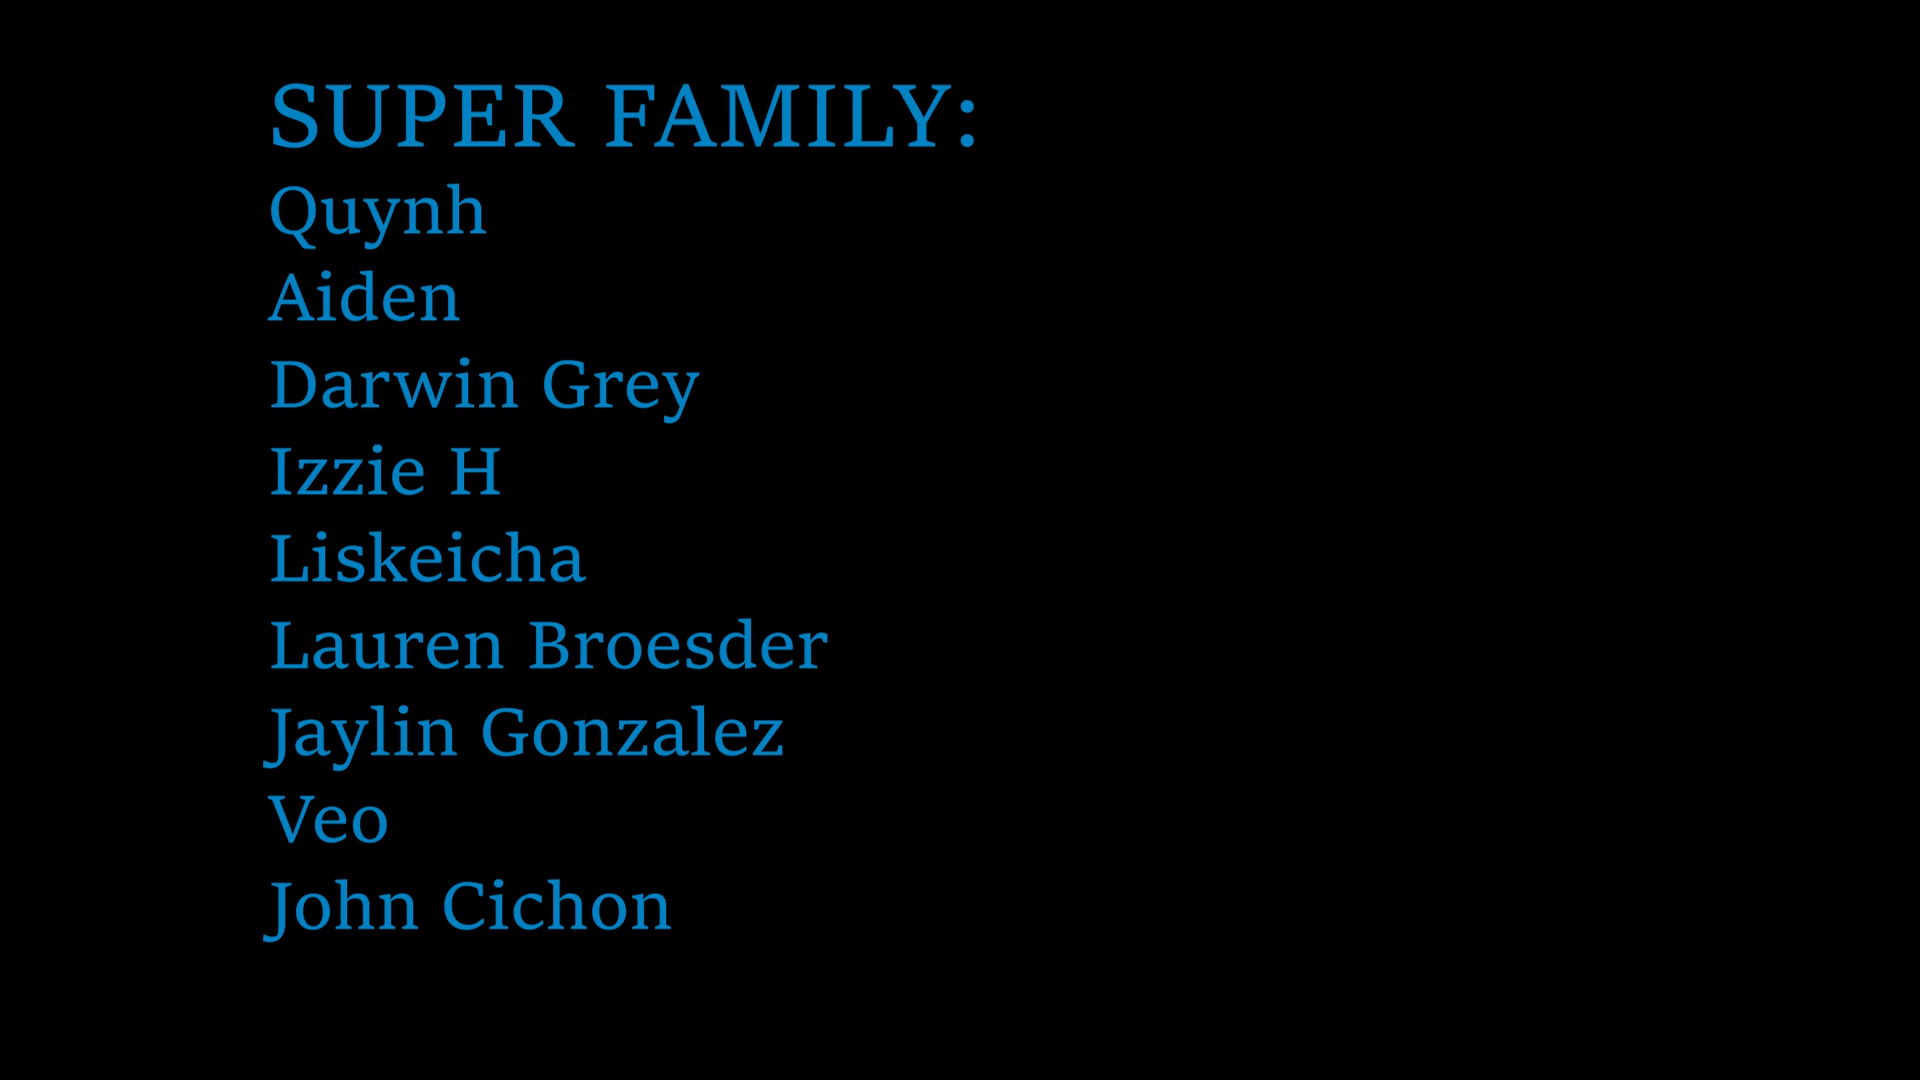 SUPER FAMILY:
Quynh
Aiden
Darwin Grey
Izzie H
Liskeicha
Lauren Broesder
Jaylin Gonzalez
Veo
John Cichon